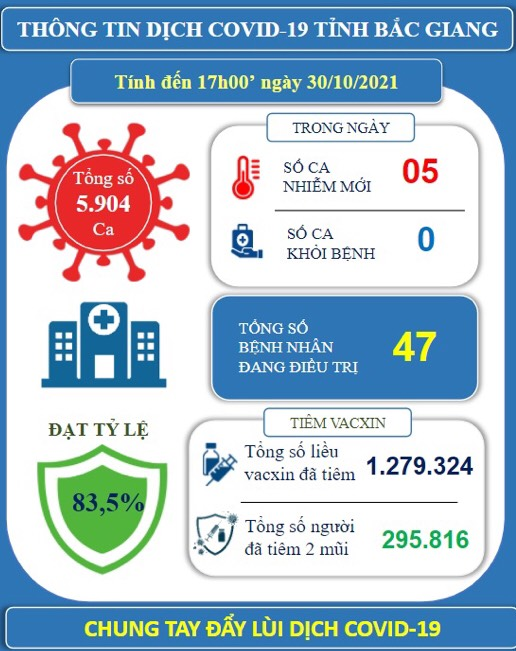 THÔNG TIN DỊCH COVID-19 TỈNH BẮC GIANG
Tính đến 17h00’ ngày 30/10/2021
Tổng số
5.904
Ca
TRONG NGÀY
SỐ CA
NHIỄM MỚI
05
SỐ CA
KHỎI BỆNH
0
TỔNG SỐ
BỆNH NHÂN
ĐANG ĐIỀU TRỊ
47
ĐẠT TỶ LỆ
83,5%
TIÊM VACXIN
Tổng số liều
vacxin đã tiêm
1.279.324
Tổng số người
đã tiêm 2 mũi
295.816
CHUNG TAY ĐẨY LÙI DỊCH COVID-19